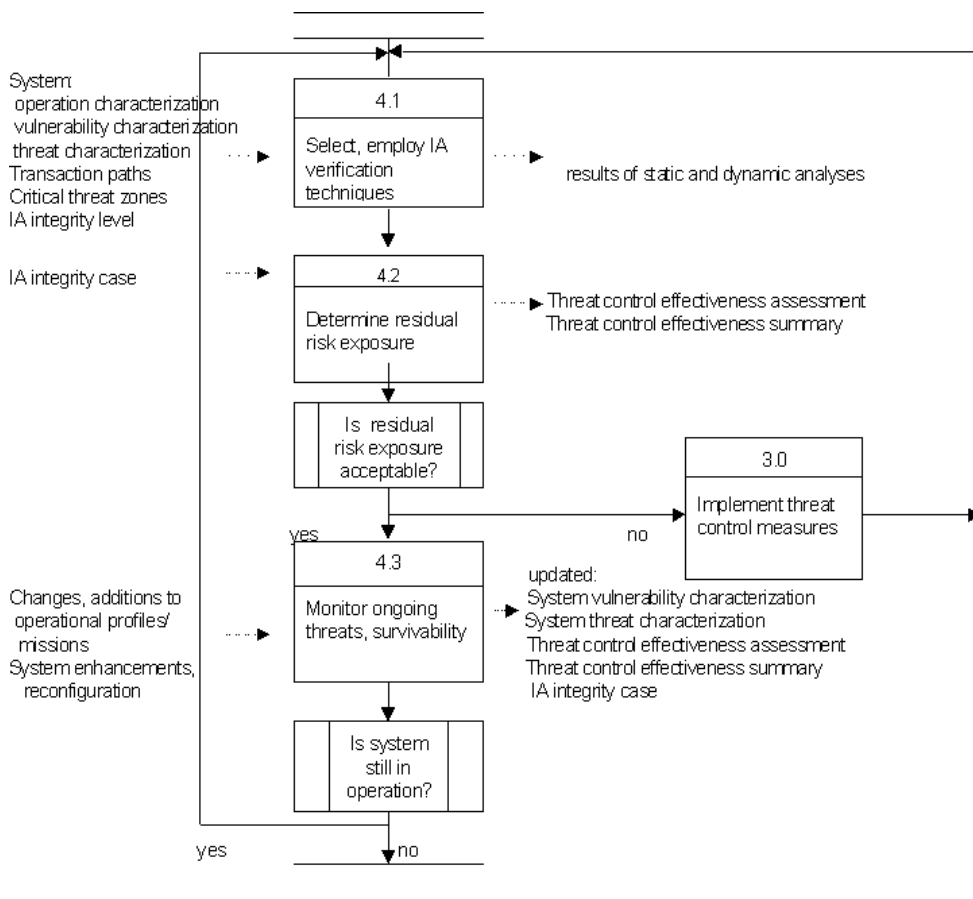 System:
operation characterization
vulnerability characterization
threat characterization
Transaction paths
Critical threat zones
IA integrity level
4.1
Select, employ IA
verification
techniques
results of static and dynamic analyses
IA integrity case
4.2
Determine residual
risk exposure
Threat control effectiveness assessment
Threat control effectiveness summary
Is residual
risk exposure
acceptable?
yes
no
3.0
Implement threat
control measures
Changes, additions to
operational profiles/
missions
System enhancements,
reconfiguration
4.3
Monitor ongoing
threats, survivability
updated:
System vulnerability characterization
System threat characterization
Threat control effectiveness assessment
Threat control effectiveness summary
IA integrity case
Is system
still in
operation?
yes
no